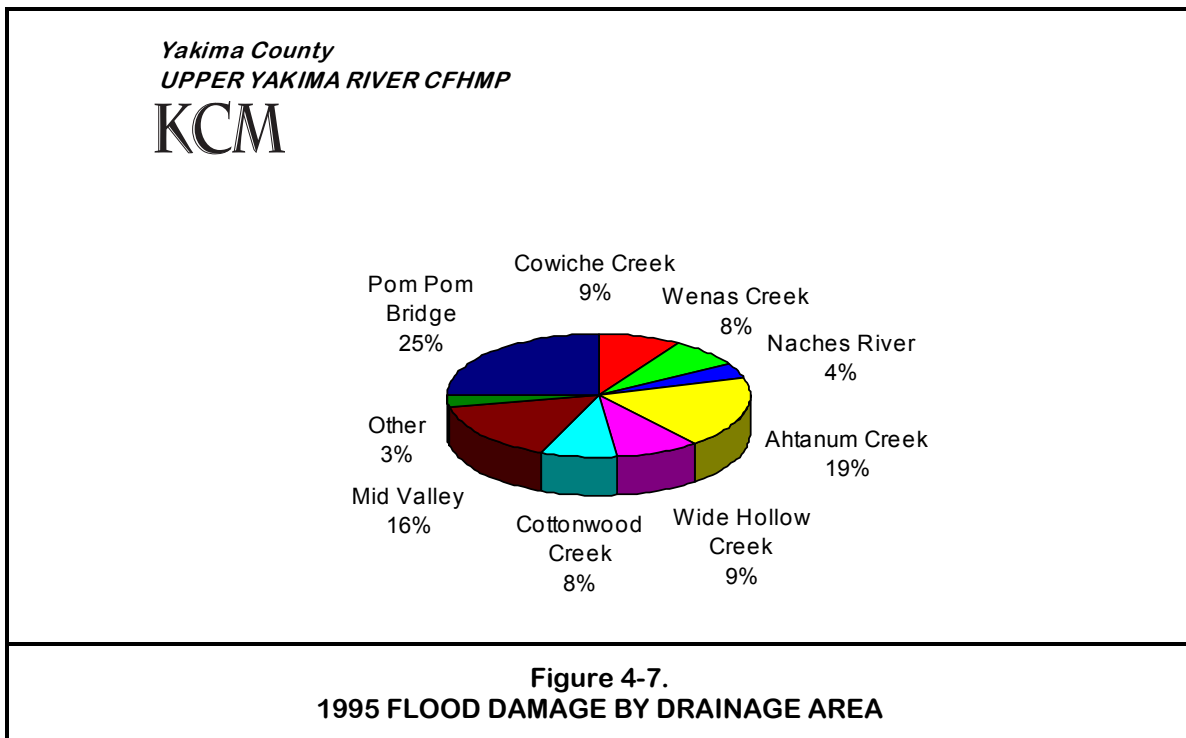 Yakima County
UPPER YAKIMA RIVER CFHMP
KCM
Cowiche Creek
9%
Wenas Creek
8%
Naches River
4%
Ahtanum Creek
19%
Wide Hollow
Creek
9%
Cottonwood
Creek
8%
Mid Valley
16%
Other
3%
Pom Pom
Bridge
25%
Figure 4-7.
1995 FLOOD DAMAGE BY DRAINAGE AREA